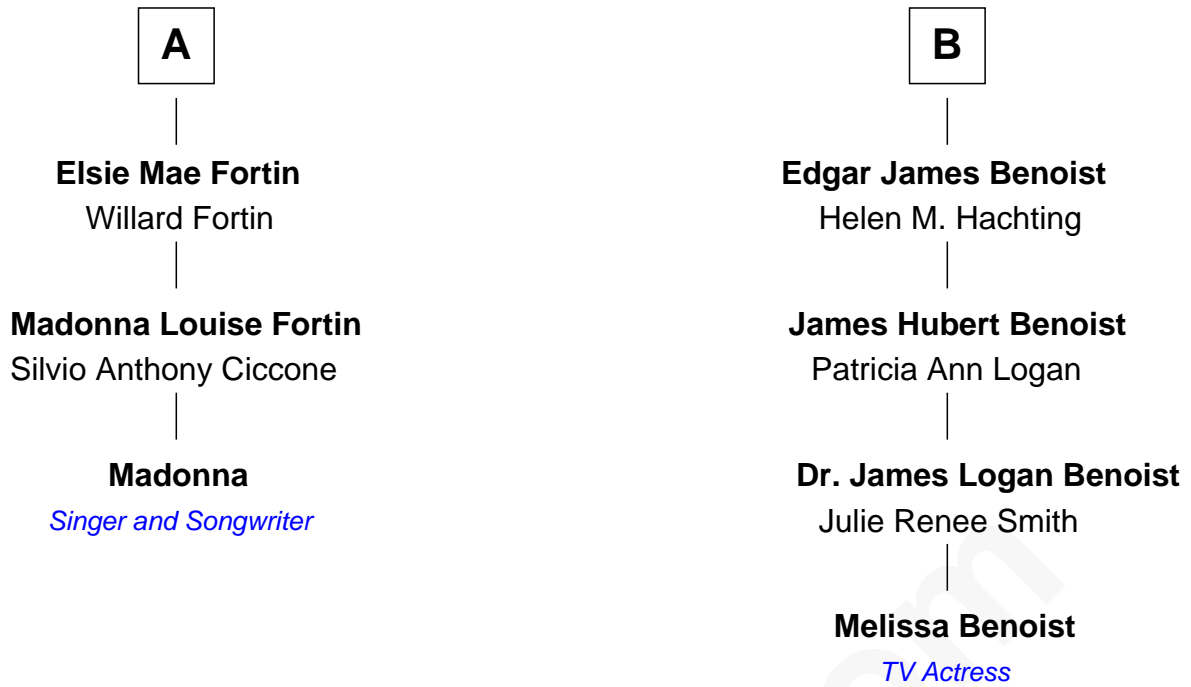 A
Elsie Mae Fortin
Willard Fortin
Madonna Louise Fortin
Silvio Anthony Ciccone
Madonna
Singer and Songwriter
B
Edgar James Benoist
Helen M. Hachting
James Hubert Benoist
Patricia Ann Logan
Dr. James Logan Benoist
Julie Renee Smith
Melissa Benoist
TV Actress